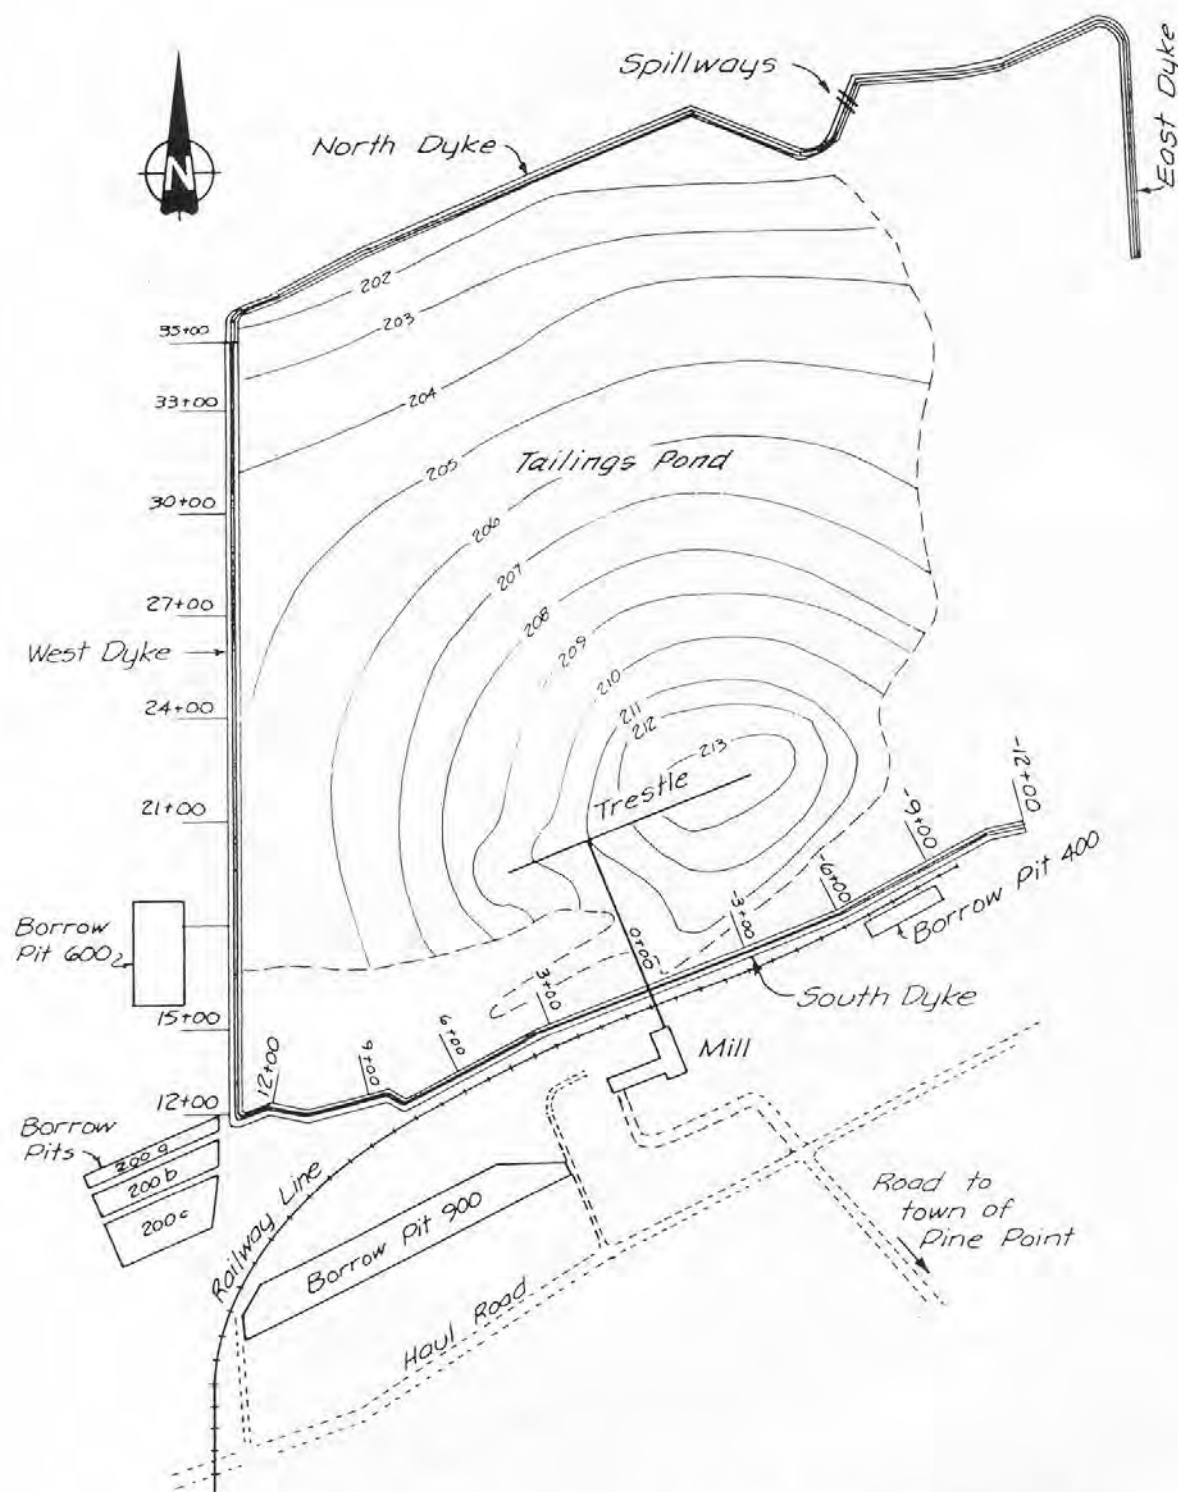 Spillways
East Dyke
North Dyke
N
202
203
204
205
206
207
208
209
210
211
212
213
Tailings Pond
Trestle
35+00
33+00
30+00
27+00
West Dyke
24+00
21+00
Borrow
Pit 600
15+00
12+00
12+00
9+00
6+00
3+00
0+00
-3+00
-6+00
-9+00
-12+00
Borrow Pit 400
South Dyke
Mill
Borrow
Pits
200 a
200 b
200 c
Railway Line
Borrow Pit 900
Haul Road
Road to
town of
Pine Point